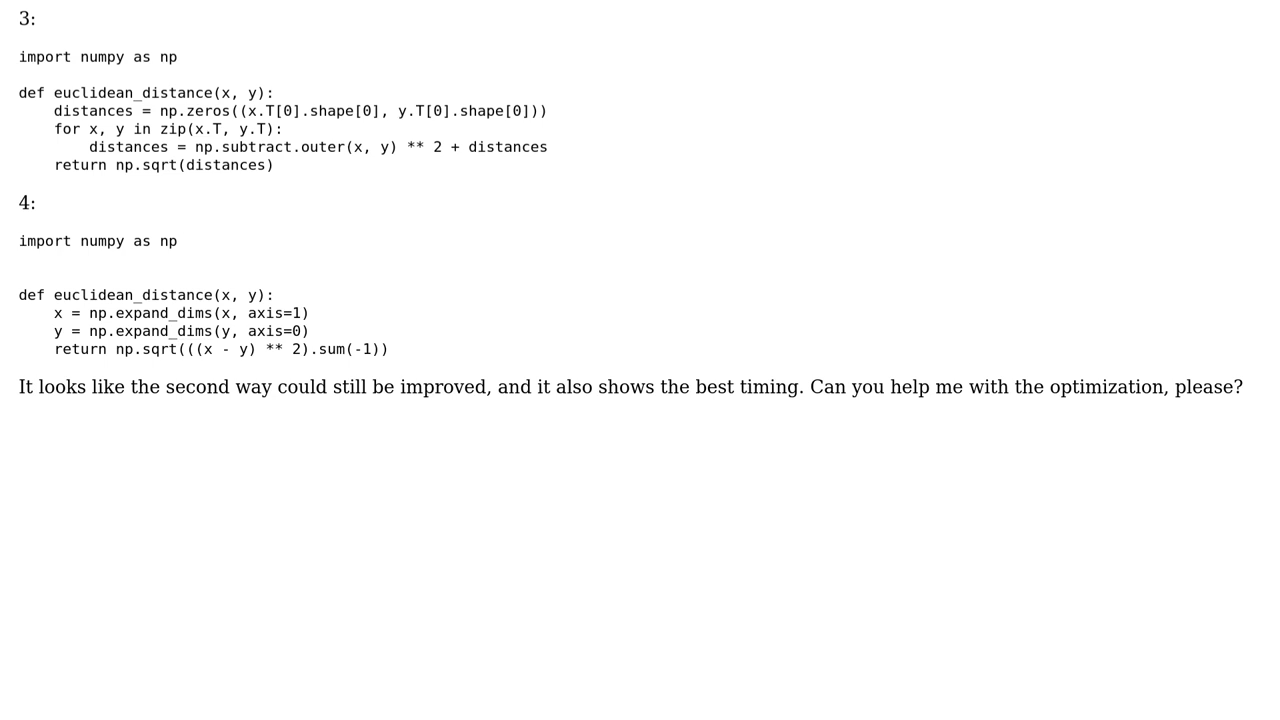 3:
import numpy as np
def euclidean_distance(x, y):
    distances = np.zeros((x.T[0].shape[0], y.T[0].shape[0]))
    for x, y in zip(x.T, y.T):
        distances = np.subtract.outer(x, y) ** 2 + distances
    return np.sqrt(distances)
4:
import numpy as np
def euclidean_distance(x, y):
    x = np.expand_dims(x, axis=1)
    y = np.expand_dims(y, axis=0)
    return np.sqrt(((x - y) ** 2).sum(-1))
It looks like the second way could still be improved, and it also shows the best timing. Can you help me with the optimization, please?